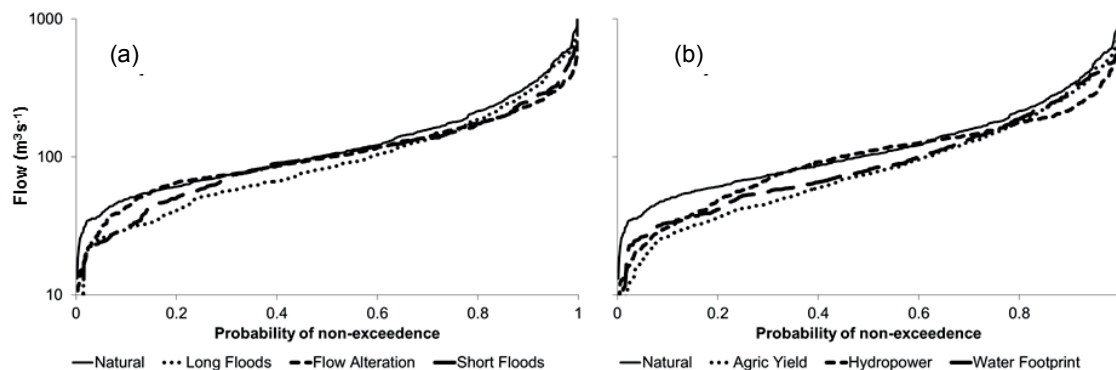 (a)
(b)
Flow (m³s⁻¹)
1000
100
10
0
0.2
0.4
0.6
0.8
1
0
0.2
0.4
0.6
0.8
Probability of non-exceedence
Probability of non-exceedence
Natural Long Floods Flow Alteration Short Floods
Natural Agric Yield Hydropower Water Footprint